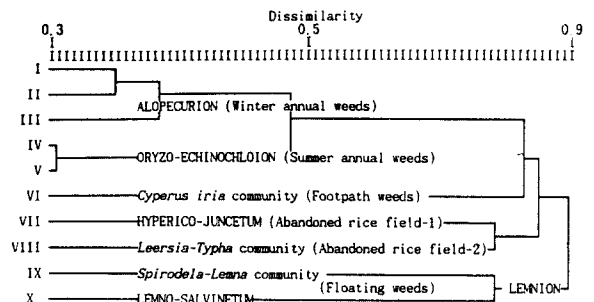 Dissimilarity
0.3 0.5 0.9
I
II
ALOPECURION (Winter annual weeds)
III
IV
ORYZO-ECHINOCHLOION (Summer annual weeds)
V
VI Cyperus iria community (Footpath weeds)
VII HYPERICO-JUNCETUM (Abandoned rice field-1)
VIII Leersia-Typha community (Abandoned rice field-2)
IX Spirodela-Lemna community
(Floating weeds) LEMNION
X LEMNO-SALVINETUM